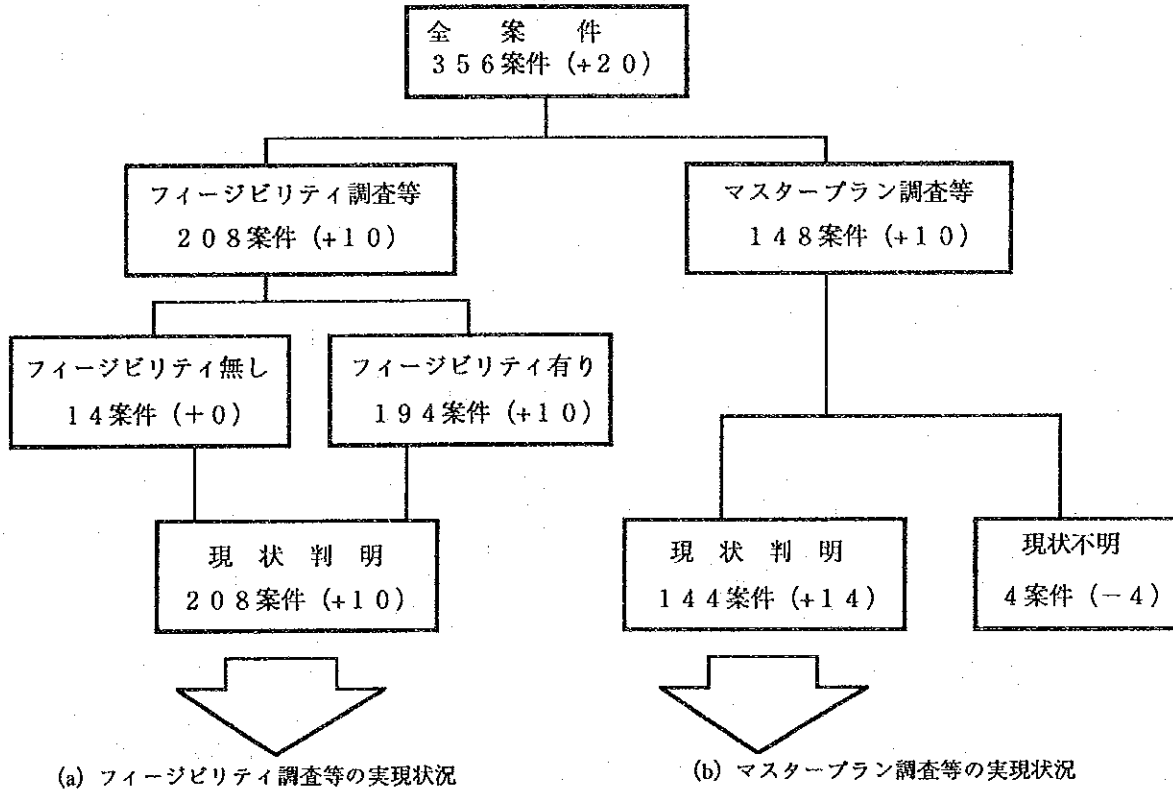 全 案 件
356案件 (+20)
フィージビリティ調査等
208案件 (+10)
マスタープラン調査等
148案件 (+10)
フィージビリティ無し
14案件 (+0)
フィージビリティ有り
194案件 (+10)
現 状 判 明
208案件 (+10)
現 状 判 明
144案件 (+14)
現状不明
4案件 (-4)
(a) フィージビリティ調査等の実現状況
(b) マスタープラン調査等の実現状況